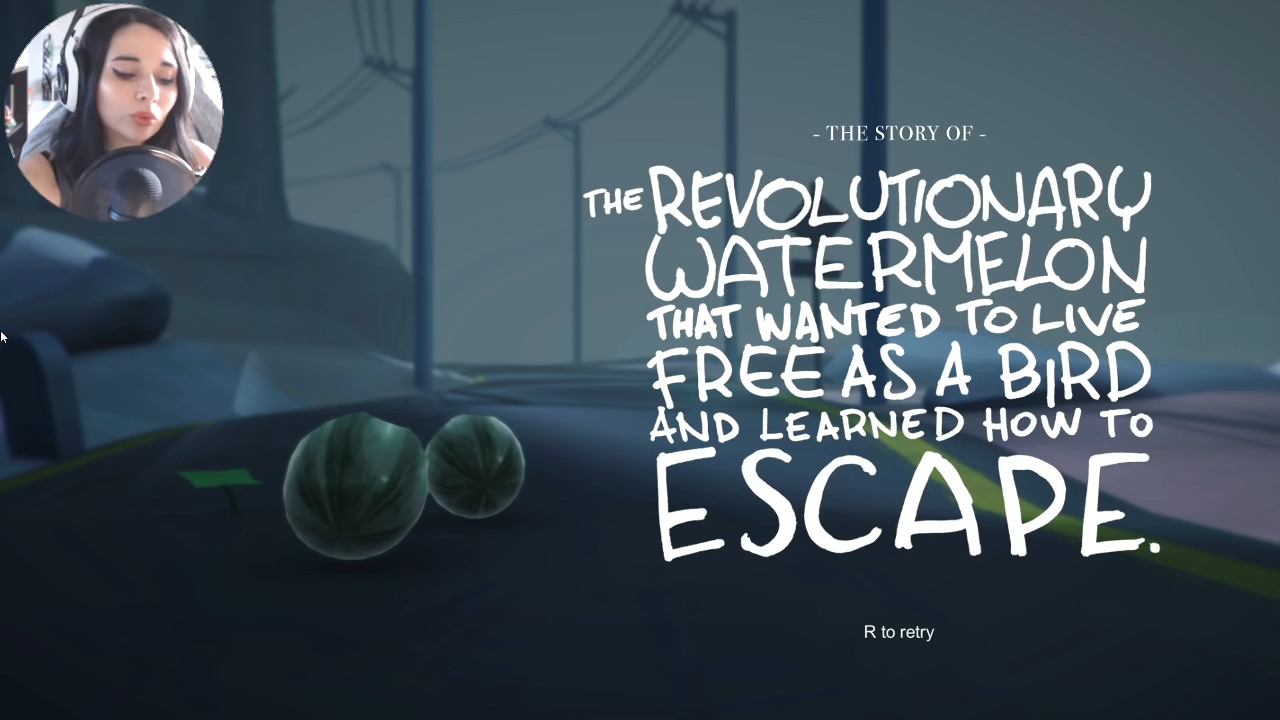 - THE STORY OF -
THE REVOLUTIONARY
WATERMELON
THAT WANTED TO LIVE
FREE AS A BIRD
AND LEARNED HOW TO
ESCAPE.
R to retry